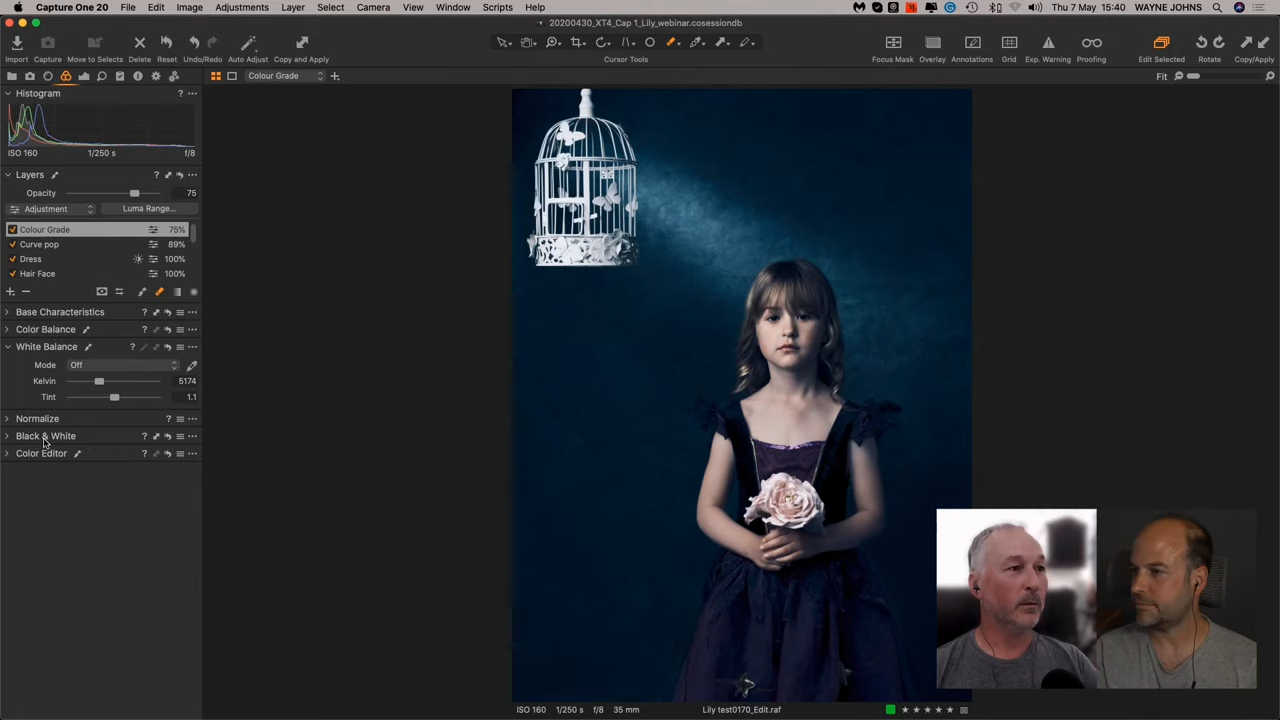 Capture One 20 File Edit Image Adjustments Layer Select Camera View Window Scripts Help Thu 7 May 15:40 WAYNE JOHNS
20200430_XT4_Cap 1_Lily_webinar.cosessiondb
Import Capture Move to Selects Delete Reset Undo/Redo Auto Adjust Copy and Apply Cursor Tools Focus Mask Overlay Annotations Grid Exp. Warning Proofing Edit Selected Rotate Copy/Apply
Colour Grade Fit
Histogram ?
ISO 160 1/250 s f/8
Layers ?
Opacity 75
Adjustment Luma Range...
Colour Grade 75%
Curve pop 89%
Dress 100%
Hair Face 100%
Base Characteristics ?
Color Balance ?
White Balance ?
Mode Off
Kelvin 5174
Tint 1.1
Normalize ?
Black & White ?
Color Editor ?
ISO 160 1/250 s f/8 35 mm Lily test0170_Edit.raf